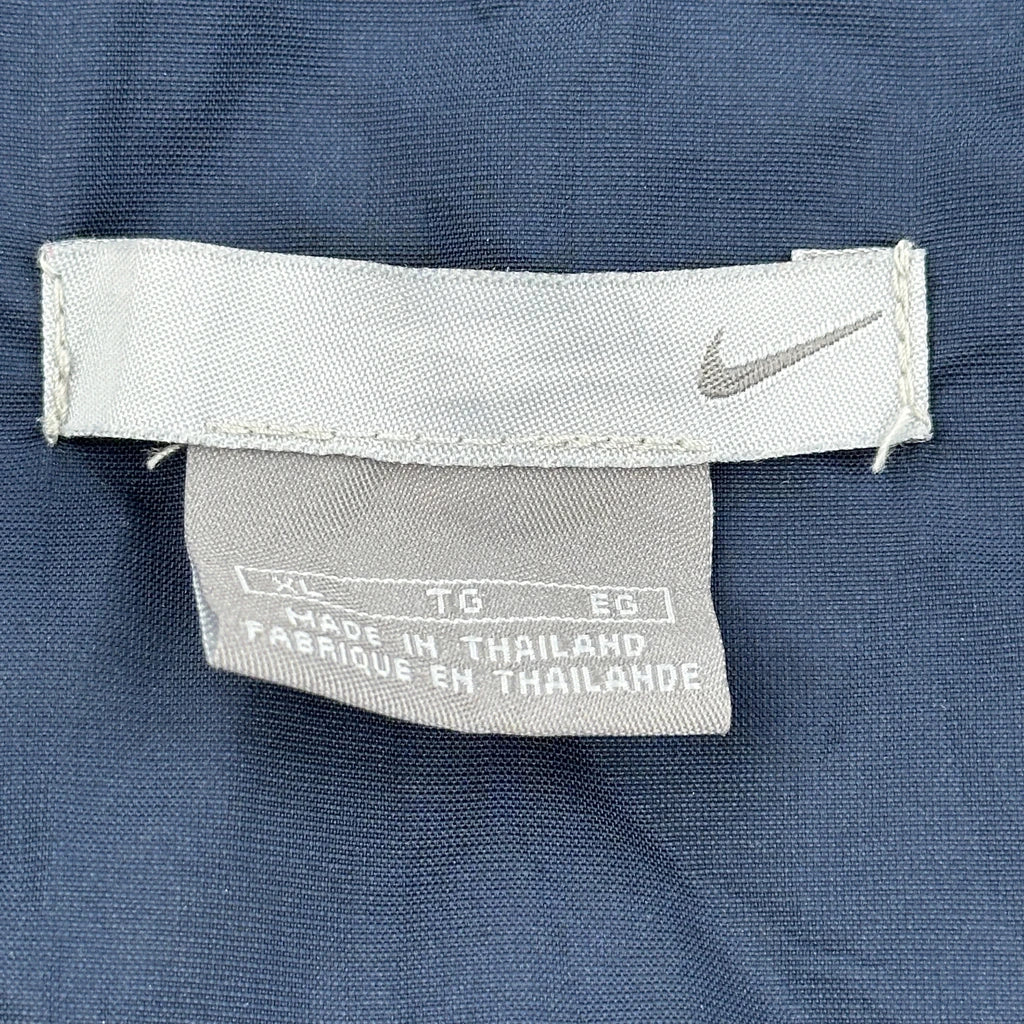 XL TG EG
MADE IN THAILAND
FABRIQUE EN THAILANDE